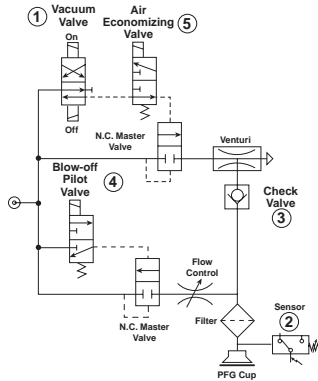 1 Vacuum
Valve
On
Off
Air
Economizing
Valve
5
N.C. Master
Valve
Venturi
Blow-off
Pilot
Valve
4
Check
Valve
3
Flow
Control
N.C. Master
Valve
Filter
Sensor
2
PFG Cup